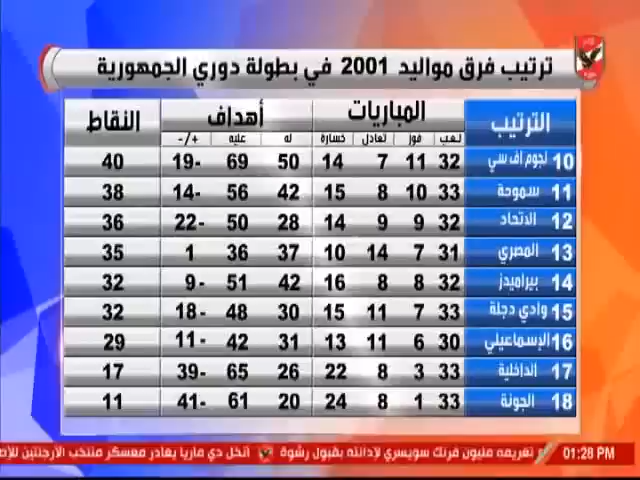 ترتيب فرق مواليد 2001 في بطولة دوري الجمهورية
الترتيب المباريات أهداف النقاط
لعب فوز تعادل خسارة له عليه +/-
10 نجوم اف سي 32 11 7 14 50 69 -19 40
11 سموحة 33 10 8 15 42 56 -14 38
12 الاتحاد 32 9 9 14 28 50 -22 36
13 المصري 31 7 14 10 37 36 1 35
14 بيراميدز 32 8 8 16 42 51 -9 32
15 وادي دجلة 33 7 11 15 30 48 -18 32
16 الإسماعيلي 30 6 11 13 31 42 -11 29
17 الداخلية 33 3 8 22 26 65 -39 17
18 الجونة 33 1 8 24 20 61 -41 11
01:28 PM و تغريمه مليون فرنك سويسري لإدانته بقبول رشوة انخل دي ماريا يغادر معسكر منتخب الأرجنتين للإص